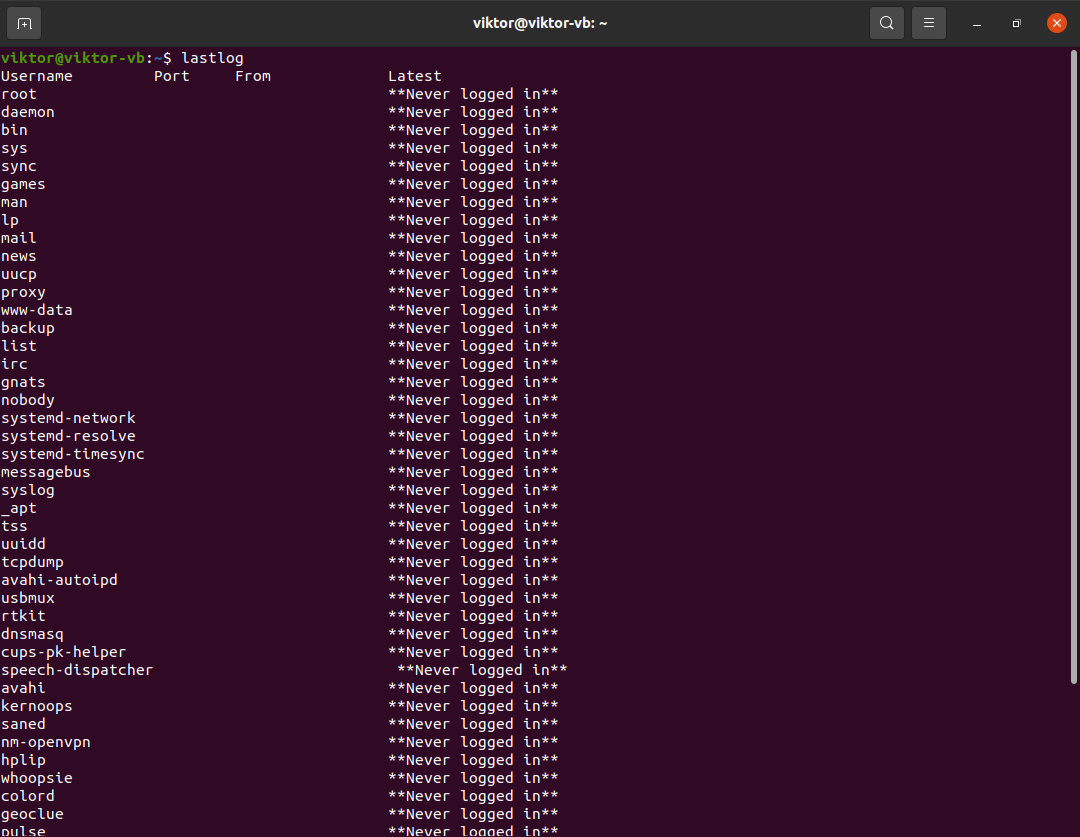 viktor@viktor-vb: ~
viktor@viktor-vb:~$ lastlog
Username         Port     From             Latest
root                                       **Never logged in**
daemon                                     **Never logged in**
bin                                        **Never logged in**
sys                                        **Never logged in**
sync                                       **Never logged in**
games                                      **Never logged in**
man                                        **Never logged in**
lp                                         **Never logged in**
mail                                       **Never logged in**
news                                       **Never logged in**
uucp                                       **Never logged in**
proxy                                      **Never logged in**
www-data                                   **Never logged in**
backup                                     **Never logged in**
list                                       **Never logged in**
irc                                        **Never logged in**
gnats                                      **Never logged in**
nobody                                     **Never logged in**
systemd-network                            **Never logged in**
systemd-resolve                            **Never logged in**
systemd-timesync                           **Never logged in**
messagebus                                 **Never logged in**
syslog                                     **Never logged in**
_apt                                       **Never logged in**
tss                                        **Never logged in**
uuidd                                      **Never logged in**
tcpdump                                    **Never logged in**
avahi-autoipd                              **Never logged in**
usbmux                                     **Never logged in**
rtkit                                      **Never logged in**
dnsmasq                                    **Never logged in**
cups-pk-helper                             **Never logged in**
speech-dispatcher                           **Never logged in**
avahi                                      **Never logged in**
kernoops                                   **Never logged in**
saned                                      **Never logged in**
nm-openvpn                                 **Never logged in**
hplip                                      **Never logged in**
whoopsie                                   **Never logged in**
colord                                     **Never logged in**
geoclue                                    **Never logged in**
pulse                                      **Never logged in**